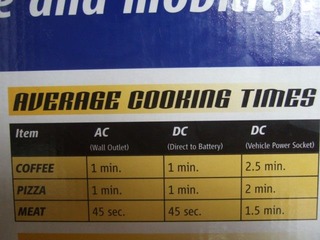 e and mobility
AVERAGE COOKING TIMES
Item AC DC DC
(Wall Outlet) (Direct to Battery) (Vehicle Power Socket)
COFFEE 1 min. 1 min. 2.5 min.
PIZZA 1 min. 1 min. 2 min.
MEAT 45 sec. 45 sec. 1.5 min.